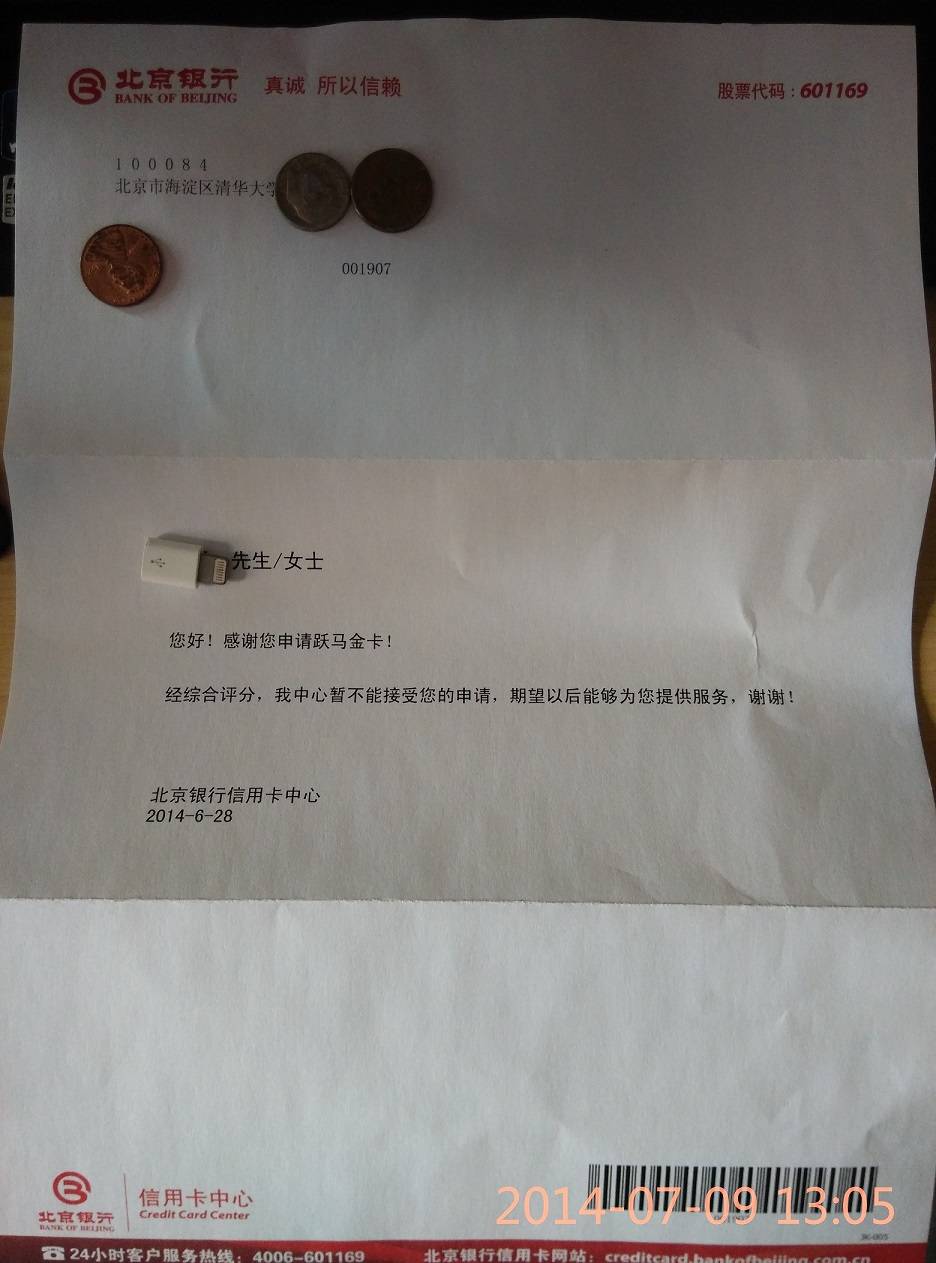 北京银行
BANK OF BEIJING
真诚 所以信赖
股票代码：601169
100084
北京市海淀区清华大学
001907
先生/女士
您好！感谢您申请跃马金卡！
经综合评分，我中心暂不能接受您的申请，期望以后能够为您提供服务，谢谢！
北京银行信用卡中心
2014-6-28
北京银行
BANK OF BEIJING
信用卡中心
Credit Card Center
2014-07-09 13:05
JK-005
24小时客户服务热线：4006-601169
北京银行信用卡网站：creditcard.bankofbeijing.com.cn